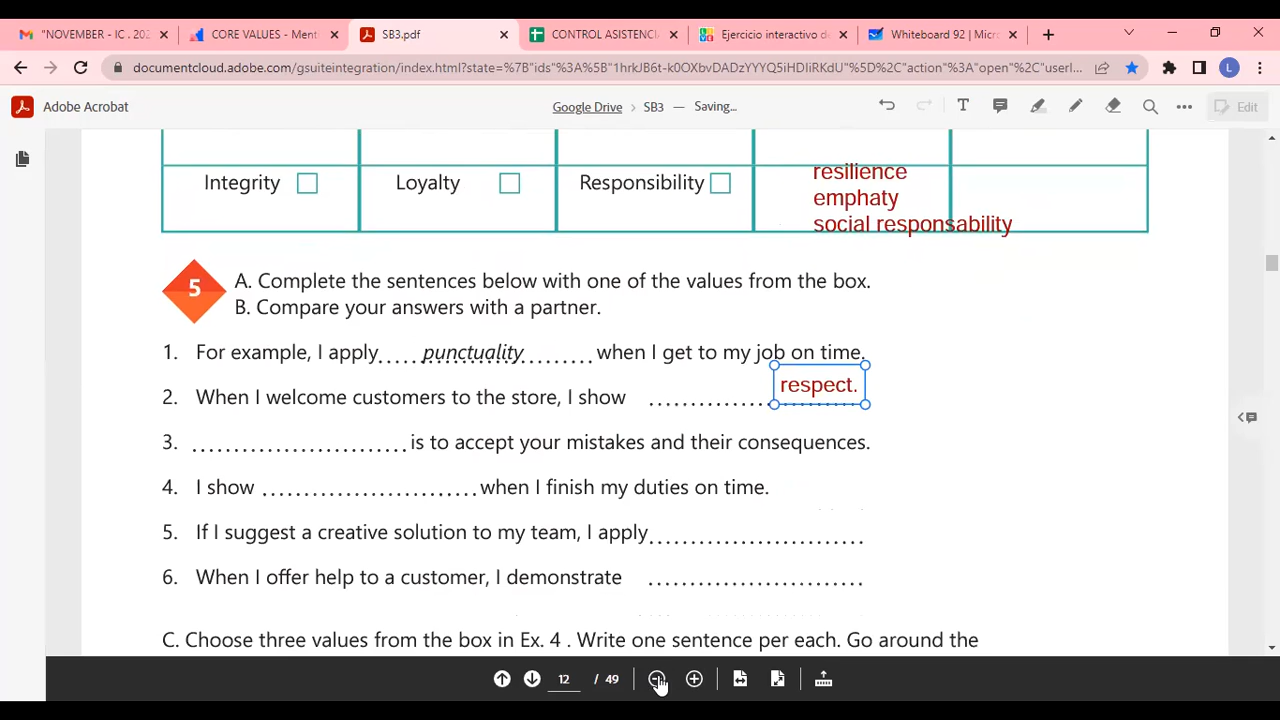 "NOVEMBER - IC . 202
CORE VALUES - Menti
SB3.pdf
CONTROL ASISTENCI
Ejercicio interactivo de
Whiteboard 92 | Micro
documentcloud.adobe.com/gsuiteintegration/index.html?state=%7B"ids"%3A%5B"1hrkJB6t-k0OXbvDADzYYYQ5iHDIiRKdU"%5D%2C"action"%3A"open"%2C"userI...
L
Adobe Acrobat
Google Drive > SB3 — Saving...
Edit
Integrity
Loyalty
Responsibility
resilience
emphaty
social responsability
5
A. Complete the sentences below with one of the values from the box.
B. Compare your answers with a partner.
1. For example, I apply.....punctuality......... when I get to my job on time.
2. When I welcome customers to the store, I show ............... respect.
3. .......................... is to accept your mistakes and their consequences.
4. I show .......................... when I finish my duties on time.
5. If I suggest a creative solution to my team, I apply..........................
6. When I offer help to a customer, I demonstrate ..........................
C. Choose three values from the box in Ex. 4 . Write one sentence per each. Go around the
12 / 49